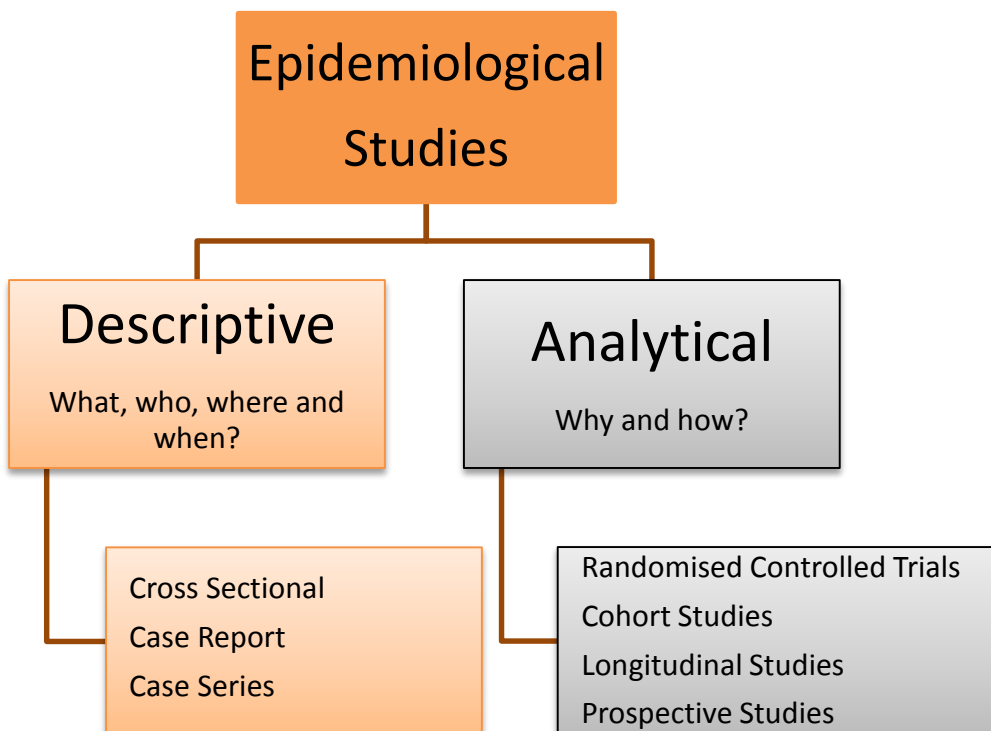 Epidemiological
Studies
Descriptive
What, who, where and
when?
Analytical
Why and how?
Cross Sectional
Case Report
Case Series
Randomised Controlled Trials
Cohort Studies
Longitudinal Studies
Prospective Studies